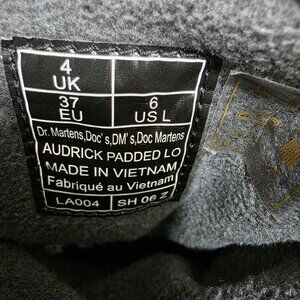 4
UK
37
EU
6
US L
Dr. Martens, Doc's, DM's, Doc Martens
AUDRICK PADDED LO
MADE IN VIETNAM
Fabriqué au Vietnam
LA004
SH 06 Z